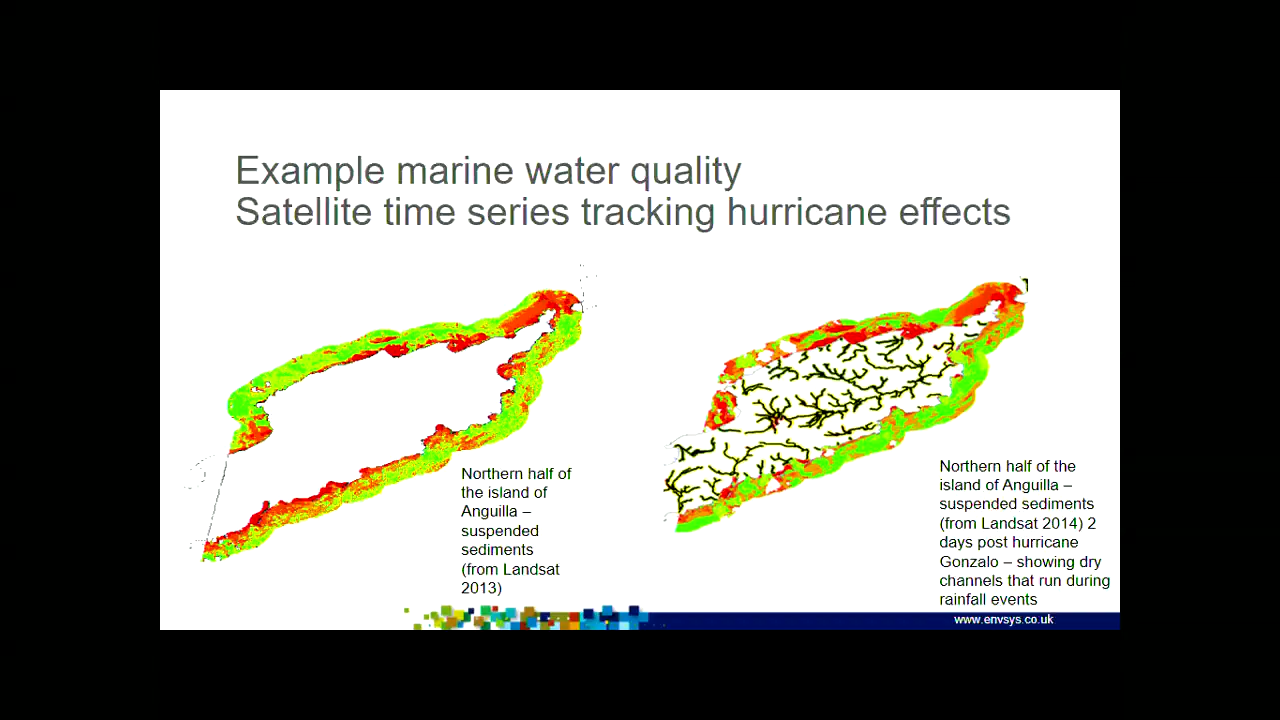 Example marine water quality
Satellite time series tracking hurricane effects
Northern half of
the island of
Anguilla –
suspended
sediments
(from Landsat
2013)
Northern half of the
island of Anguilla –
suspended sediments
(from Landsat 2014) 2
days post hurricane
Gonzalo – showing dry
channels that run during
rainfall events
www.envsys.co.uk